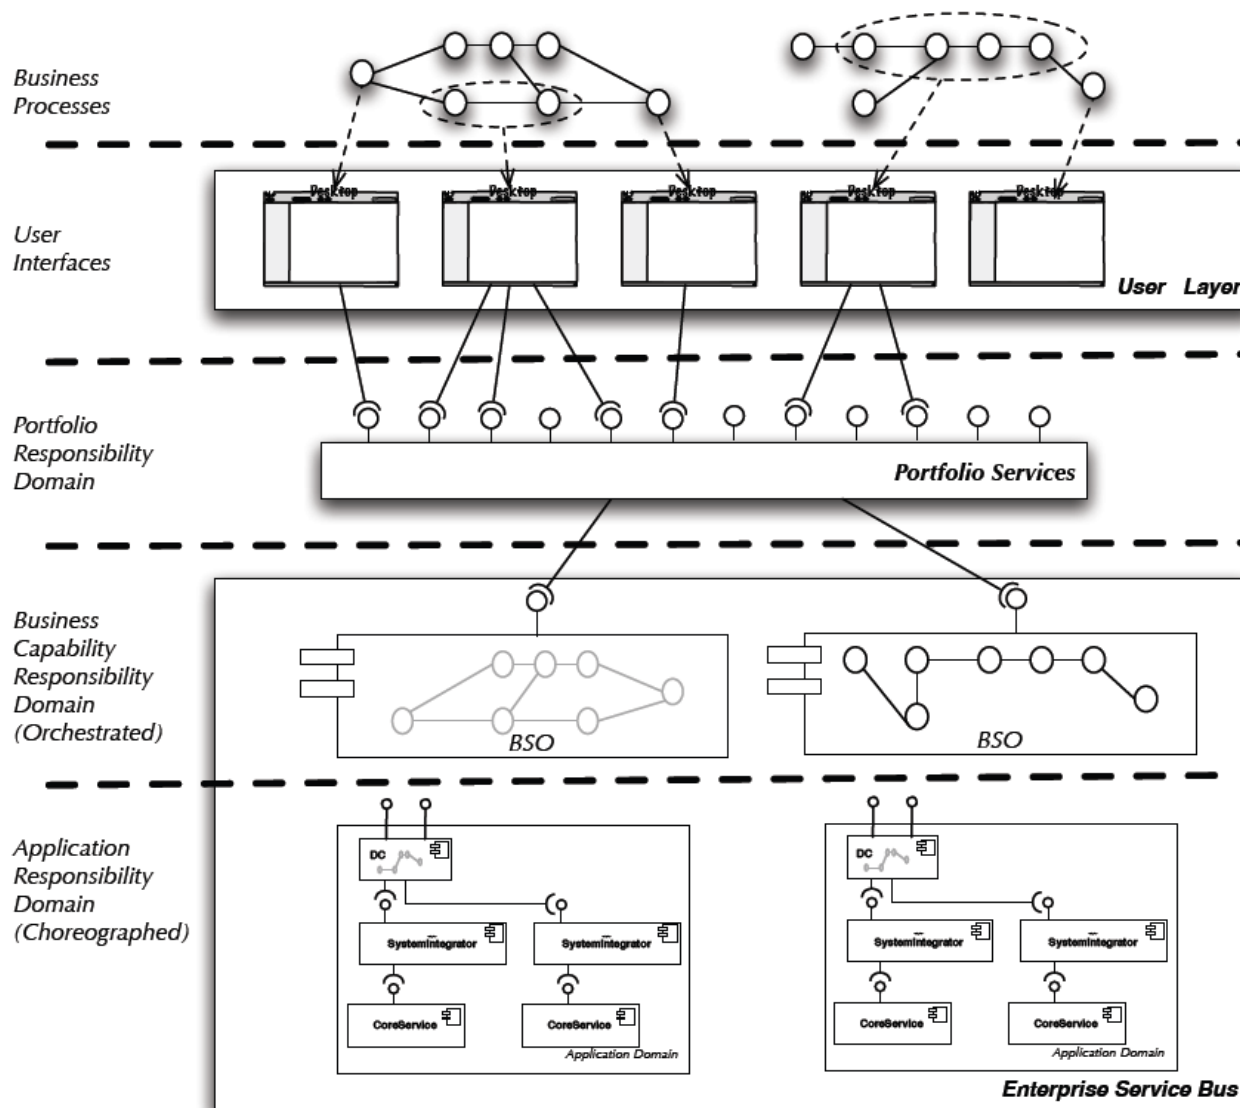 Business
Processes
Desktop
Desktop
Desktop
Desktop
Desktop
User
Interfaces
User Layer
Portfolio
Responsibility
Domain
Portfolio Services
Business
Capability
Responsibility
Domain
(Orchestrated)
BSO
BSO
Application
Responsibility
Domain
(Choreographed)
DC
DC
SystemIntegrator
SystemIntegrator
SystemIntegrator
SystemIntegrator
CoreService
CoreService
CoreService
CoreService
Application Domain
Application Domain
Enterprise Service Bus